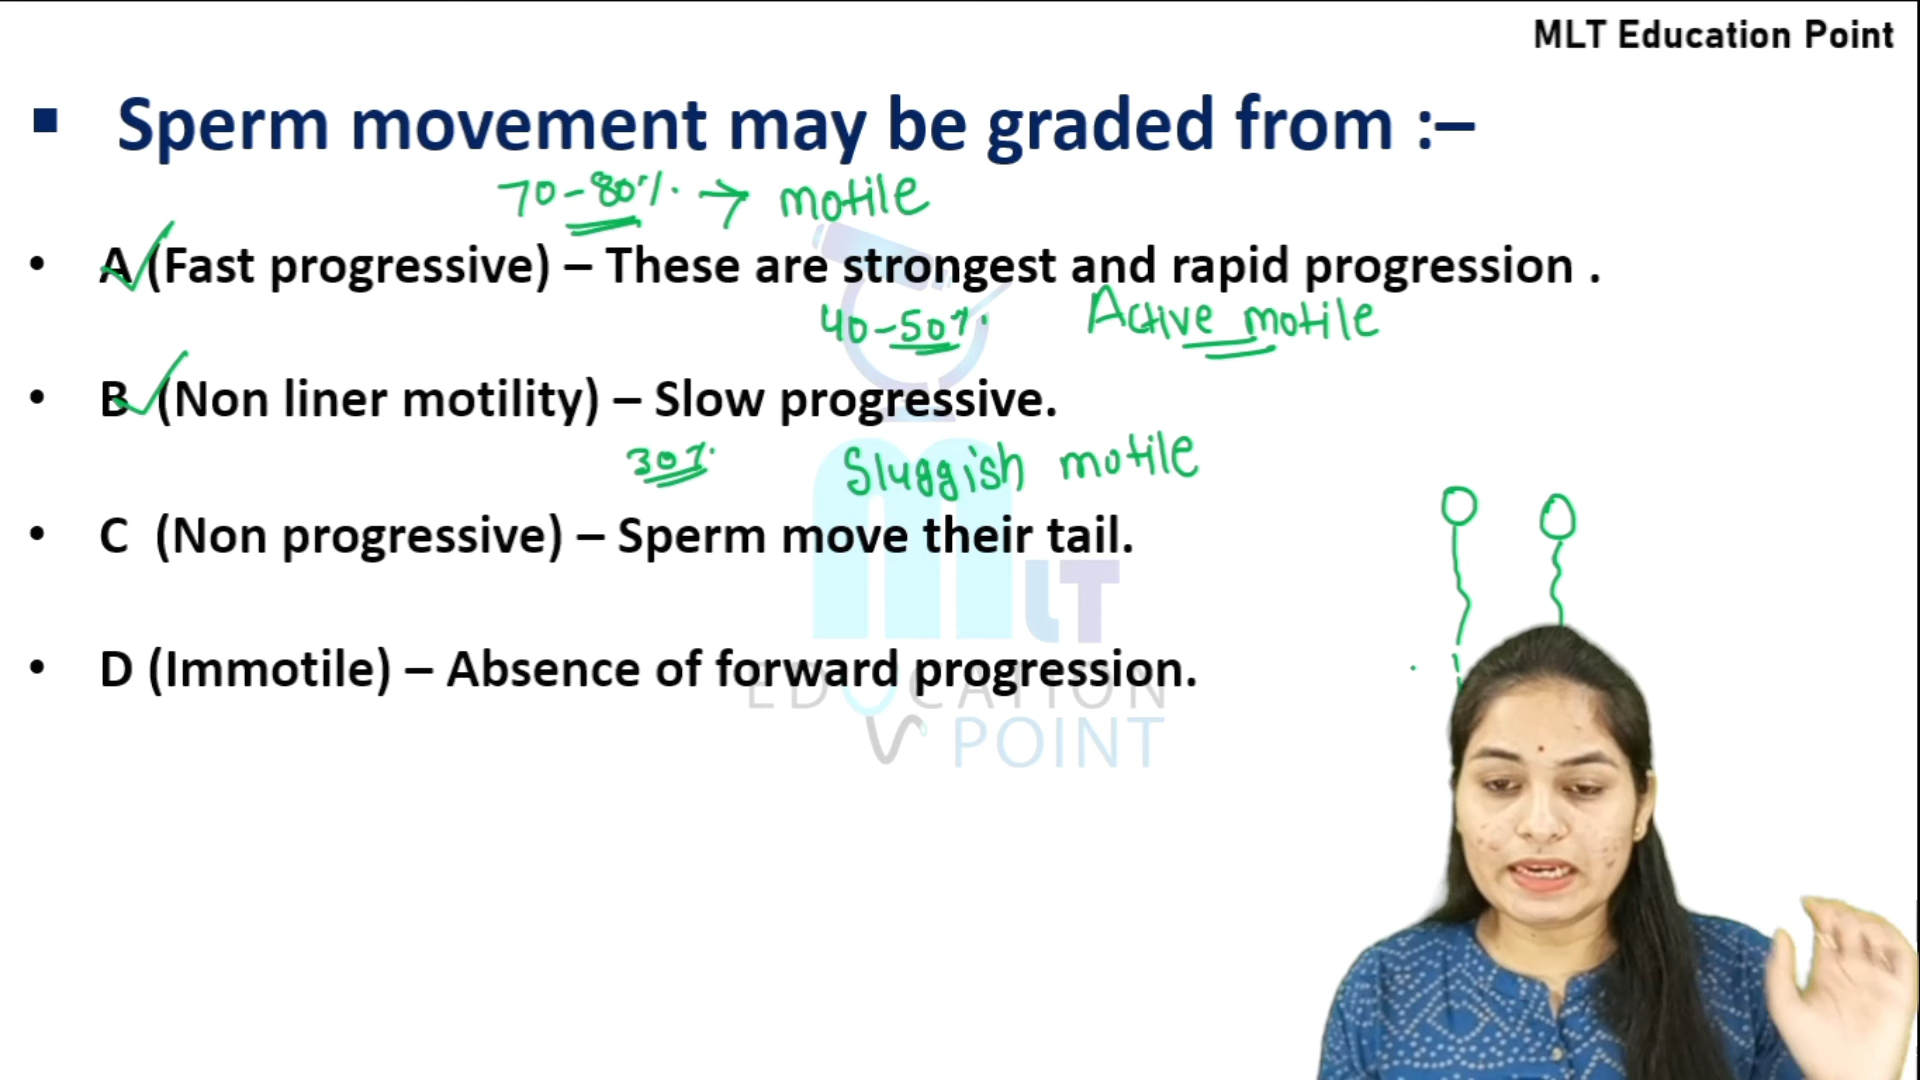 MLT Education Point
▪ Sperm movement may be graded from :–
70-80% → motile
• A (Fast progressive) – These are strongest and rapid progression .
40-50% Active motile
• B (Non liner motility) – Slow progressive.
30% Sluggish motile
• C (Non progressive) – Sperm move their tail.
• D (Immotile) – Absence of forward progression.
MLT
EDUCATION
POINT